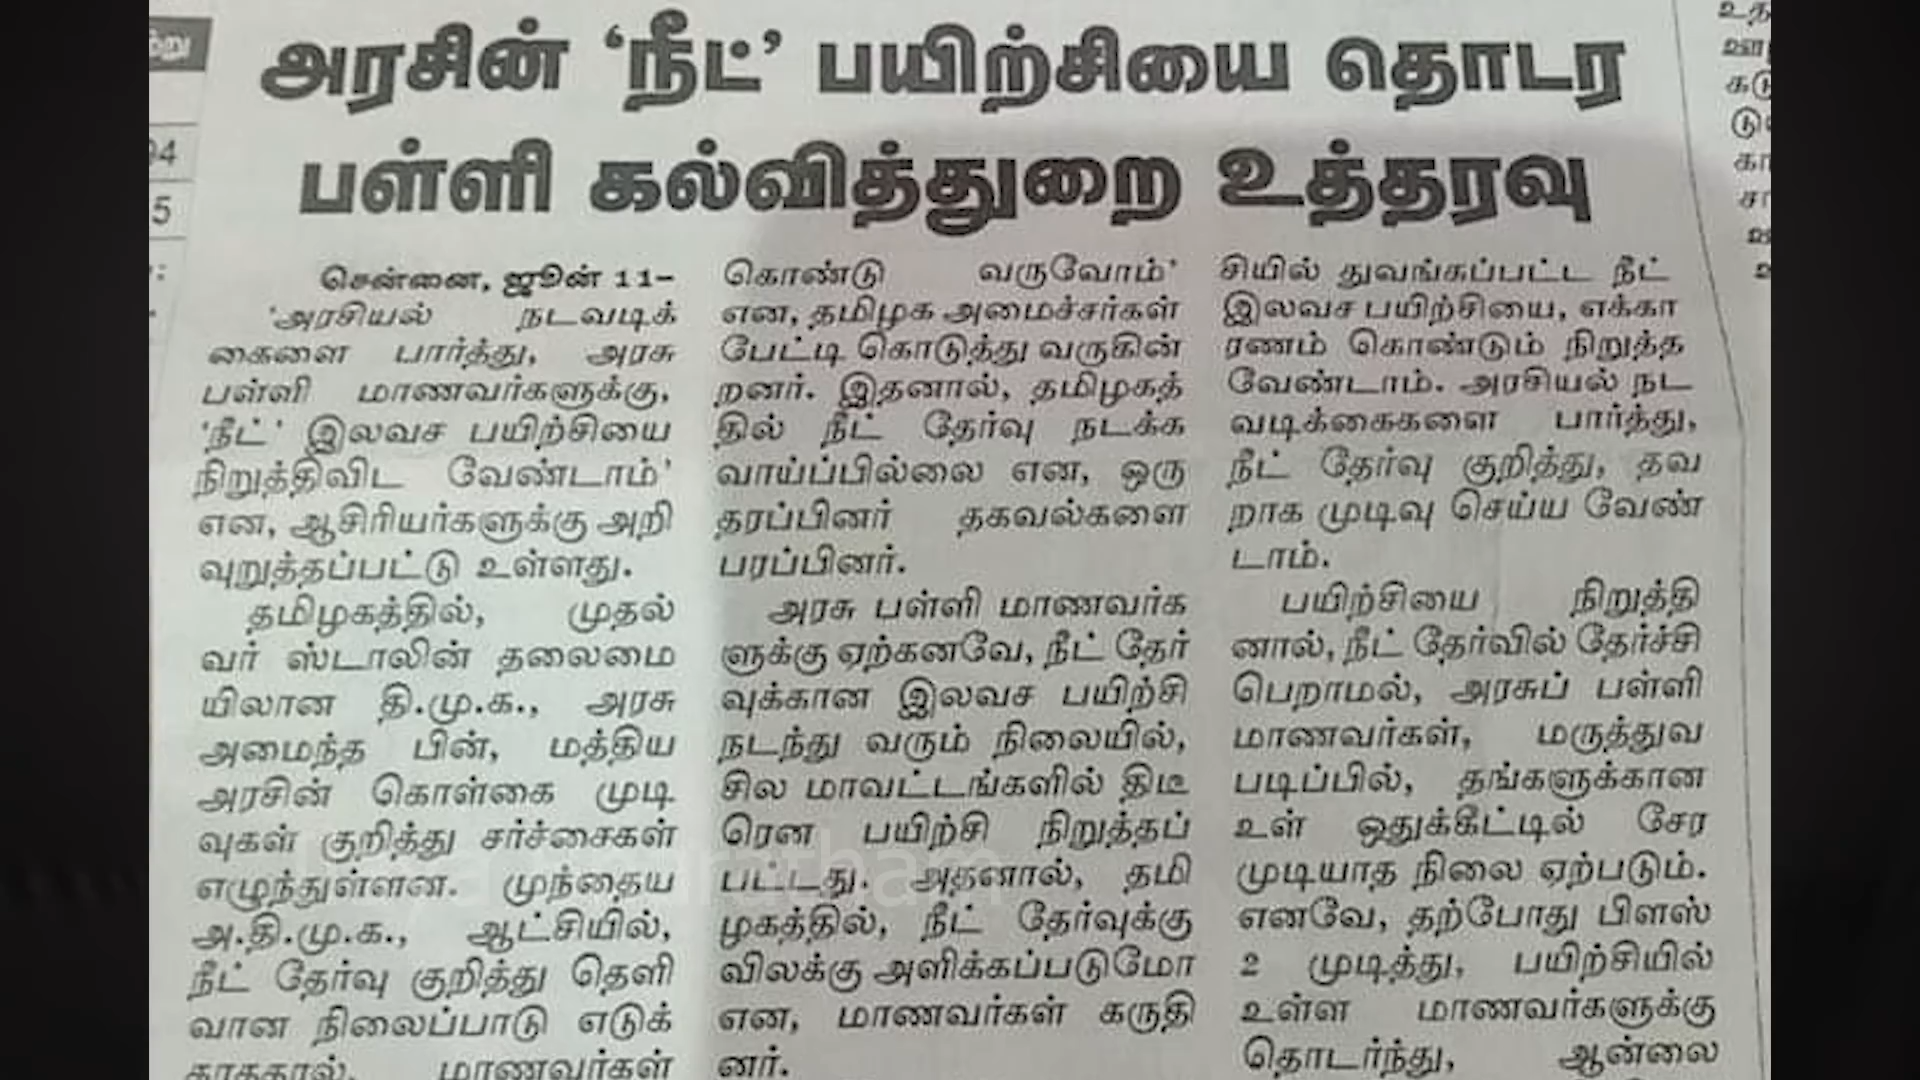 அரசின் ‘நீட்’ பயிற்சியை தொடர
பள்ளி கல்வித்துறை உத்தரவு
சென்னை, ஜூன் 11–
‘அரசியல் நடவடிக்
கைகளை பார்த்து, அரசு
பள்ளி மாணவர்களுக்கு,
‘நீட்’ இலவச பயிற்சியை
நிறுத்திவிட வேண்டாம்’
என, ஆசிரியர்களுக்கு அறி
வுறுத்தப்பட்டு உள்ளது.
தமிழகத்தில், முதல்
வர் ஸ்டாலின் தலைமை
யிலான தி.மு.க., அரசு
அமைந்த பின், மத்திய
அரசின் கொள்கை முடி
வுகள் குறித்து சர்ச்சைகள்
எழுந்துள்ளன. முந்தைய
அ.தி.மு.க., ஆட்சியில்,
நீட் தேர்வு குறித்து தெளி
வான நிலைப்பாடு எடுக்
காததால், மாணவர்கள்
கொண்டு வருவோம்’
என, தமிழக அமைச்சர்கள்
பேட்டி கொடுத்து வருகின்
றனர். இதனால், தமிழகத்
தில் நீட் தேர்வு நடக்க
வாய்ப்பில்லை என, ஒரு
தரப்பினர் தகவல்களை
பரப்பினர்.
அரசு பள்ளி மாணவர்க
ளுக்கு ஏற்கனவே, நீட் தேர்
வுக்கான இலவச பயிற்சி
நடந்து வரும் நிலையில்,
சில மாவட்டங்களில் திடீ
ரென பயிற்சி நிறுத்தப்
பட்டது. அதனால், தமி
ழகத்தில், நீட் தேர்வுக்கு
விலக்கு அளிக்கப்படுமோ
என, மாணவர்கள் கருதி
னர்.
சியில் துவங்கப்பட்ட நீட்
இலவச பயிற்சியை, எக்கா
ரணம் கொண்டும் நிறுத்த
வேண்டாம். அரசியல் நட
வடிக்கைகளை பார்த்து,
நீட் தேர்வு குறித்து, தவ
றாக முடிவு செய்ய வேண்
டாம்.
பயிற்சியை நிறுத்தி
னால், நீட் தேர்வில் தேர்ச்சி
பெறாமல், அரசுப் பள்ளி
மாணவர்கள், மருத்துவ
படிப்பில், தங்களுக்கான
உள் ஒதுக்கீட்டில் சேர
முடியாத நிலை ஏற்படும்.
எனவே, தற்போது பிளஸ்
2 முடித்து, பயிற்சியில்
உள்ள மாணவர்களுக்கு
தொடர்ந்து, ஆன்லை